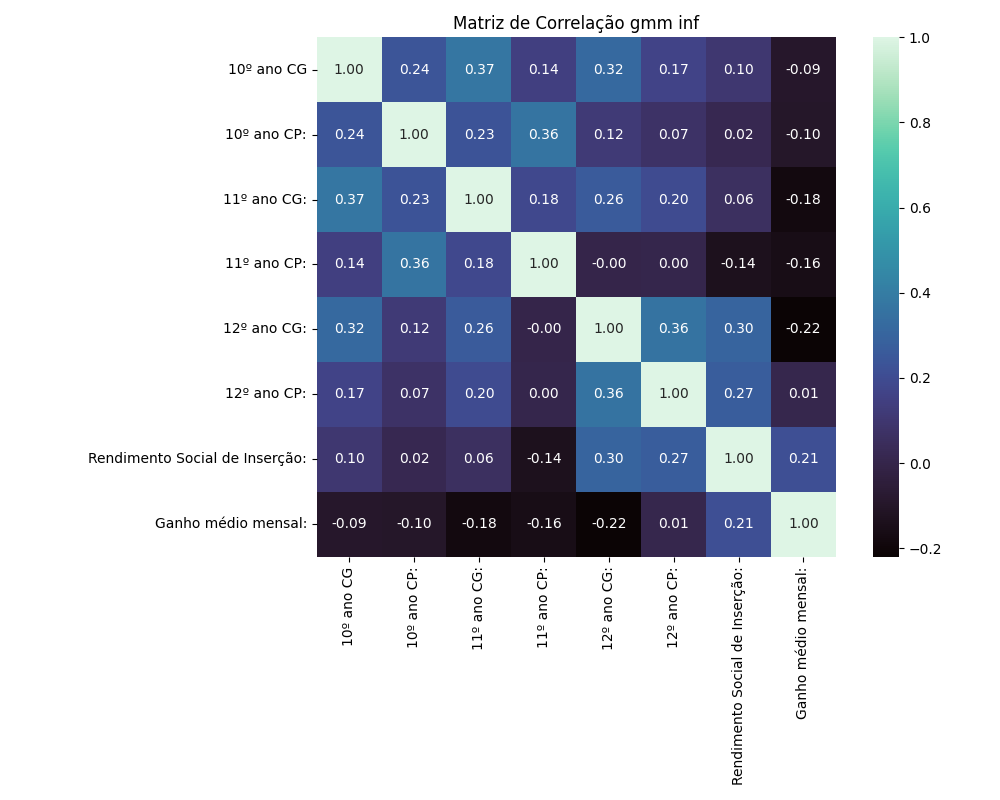 Matriz de Correlação gmm inf
10º ano CG 1.00 0.24 0.37 0.14 0.32 0.17 0.10 -0.09
10º ano CP: 0.24 1.00 0.23 0.36 0.12 0.07 0.02 -0.10
11º ano CG: 0.37 0.23 1.00 0.18 0.26 0.20 0.06 -0.18
11º ano CP: 0.14 0.36 0.18 1.00 -0.00 0.00 -0.14 -0.16
12º ano CG: 0.32 0.12 0.26 -0.00 1.00 0.36 0.30 -0.22
12º ano CP: 0.17 0.07 0.20 0.00 0.36 1.00 0.27 0.01
Rendimento Social de Inserção: 0.10 0.02 0.06 -0.14 0.30 0.27 1.00 0.21
Ganho médio mensal: -0.09 -0.10 -0.18 -0.16 -0.22 0.01 0.21 1.00
10º ano CG
10º ano CP:
11º ano CG:
11º ano CP:
12º ano CG:
12º ano CP:
Rendimento Social de Inserção:
Ganho médio mensal:
1.0
0.8
0.6
0.4
0.2
0.0
−0.2